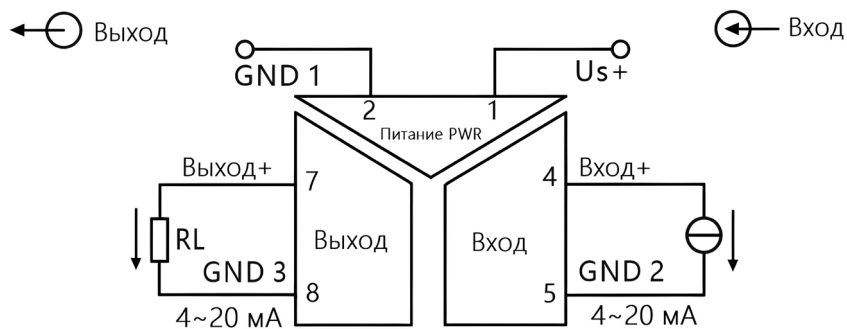 Выход
Вход
GND 1
Us+
2
1
Питание PWR
Выход+
7
4
Вход+
RL
Выход
Вход
GND 3
8
5
GND 2
4~20 мА
4~20 мА